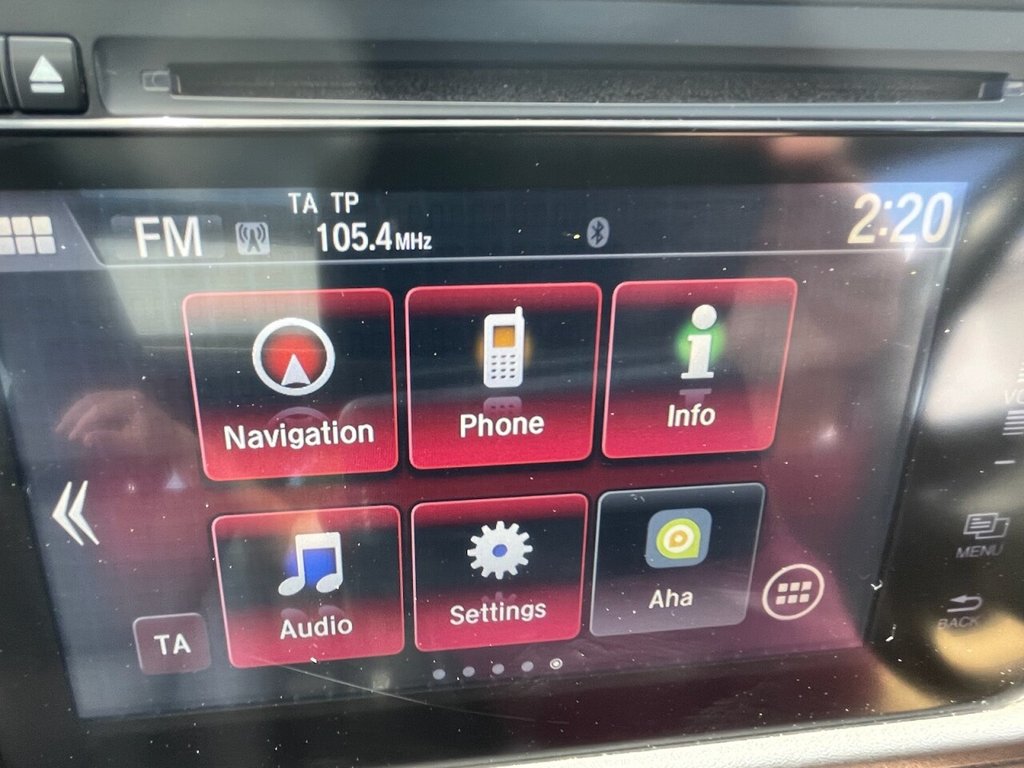 TA TP
FM 105.4MHz 2:20
Navigation Phone Info
Audio Settings Aha
TA
MENU
BACK